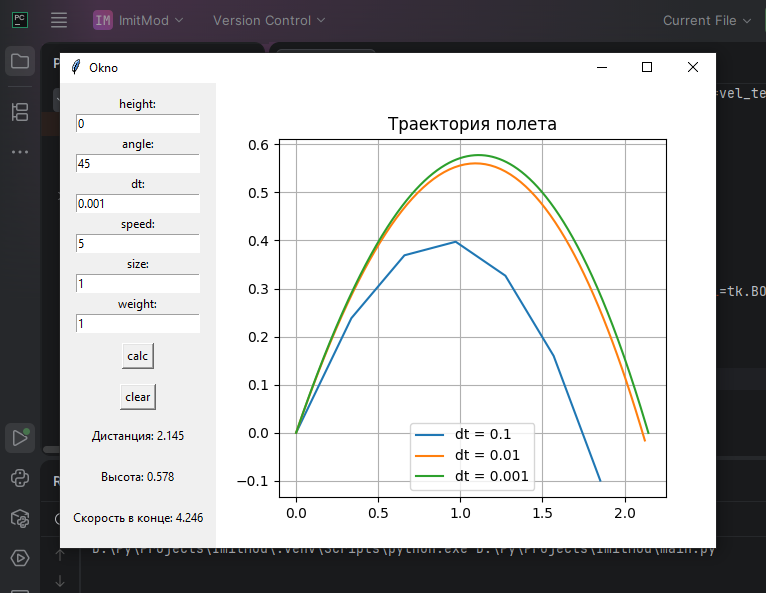 PC
IM ImitMod
Version Control
Current File
Okno
=vel_te
height:
0
angle:
45
dt:
0.001
speed:
5
size:
1
weight:
1
calc
clear
Дистанция: 2.145
Высота: 0.578
Скорость в конце: 4.246
Траектория полета
0.6
0.5
0.4
0.3
0.2
0.1
0.0
−0.1
0.0
0.5
1.0
1.5
2.0
dt = 0.1
dt = 0.01
dt = 0.001
=tk.BO
D:\Py\Projects\ImitMod\.venv\Scripts\python.exe D:\Py\Projects\ImitMod\main.py